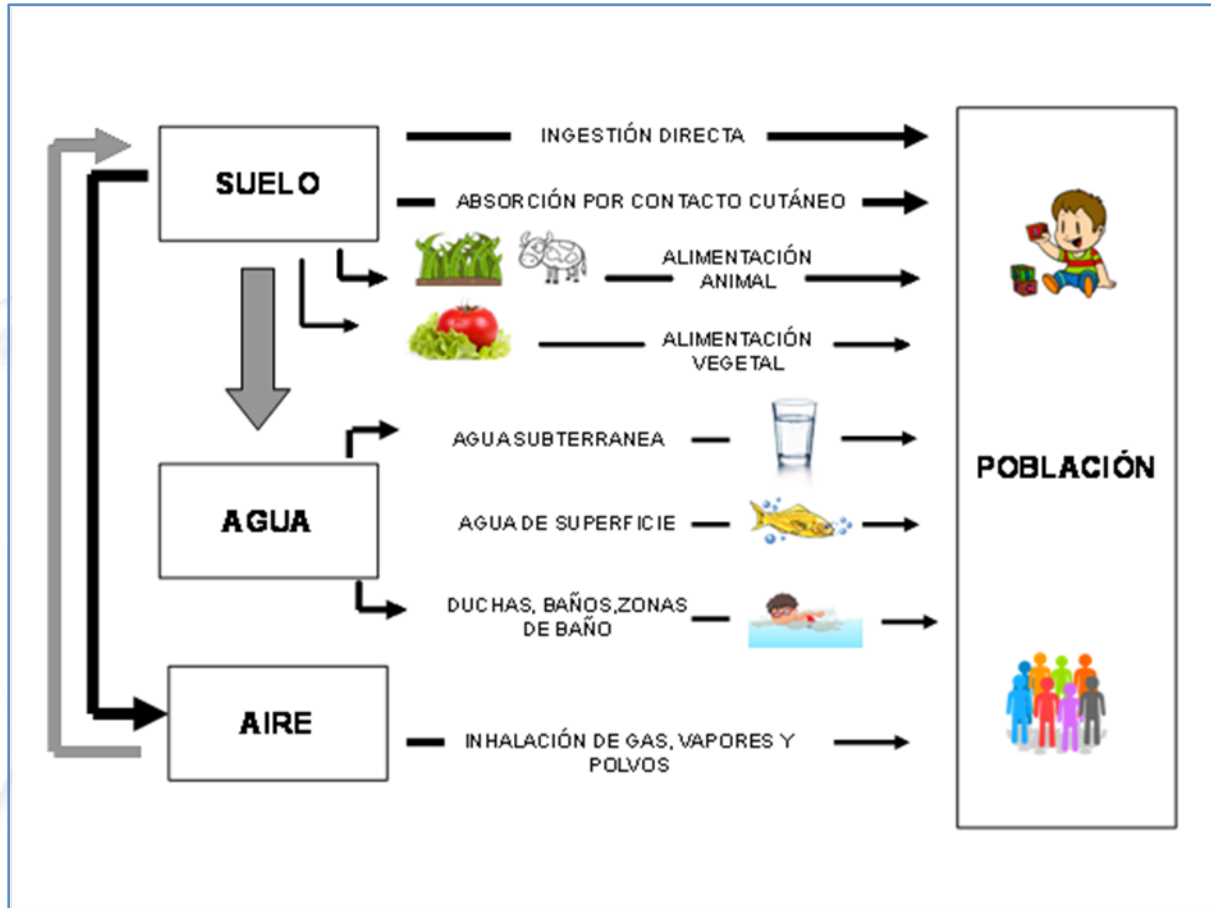 INGESTIÓN DIRECTA
SUELO
ABSORCIÓN POR CONTACTO CUTÁNEO
ALIMENTACIÓN
ANIMAL
ALIMENTACIÓN
VEGETAL
AGUA SUBTERRANEA
POBLACIÓN
AGUA
AGUA DE SUPERFICIE
DUCHAS, BAÑOS,ZONAS
DE BAÑO
AIRE
INHALACIÓN DE GAS, VAPORES Y
POLVOS